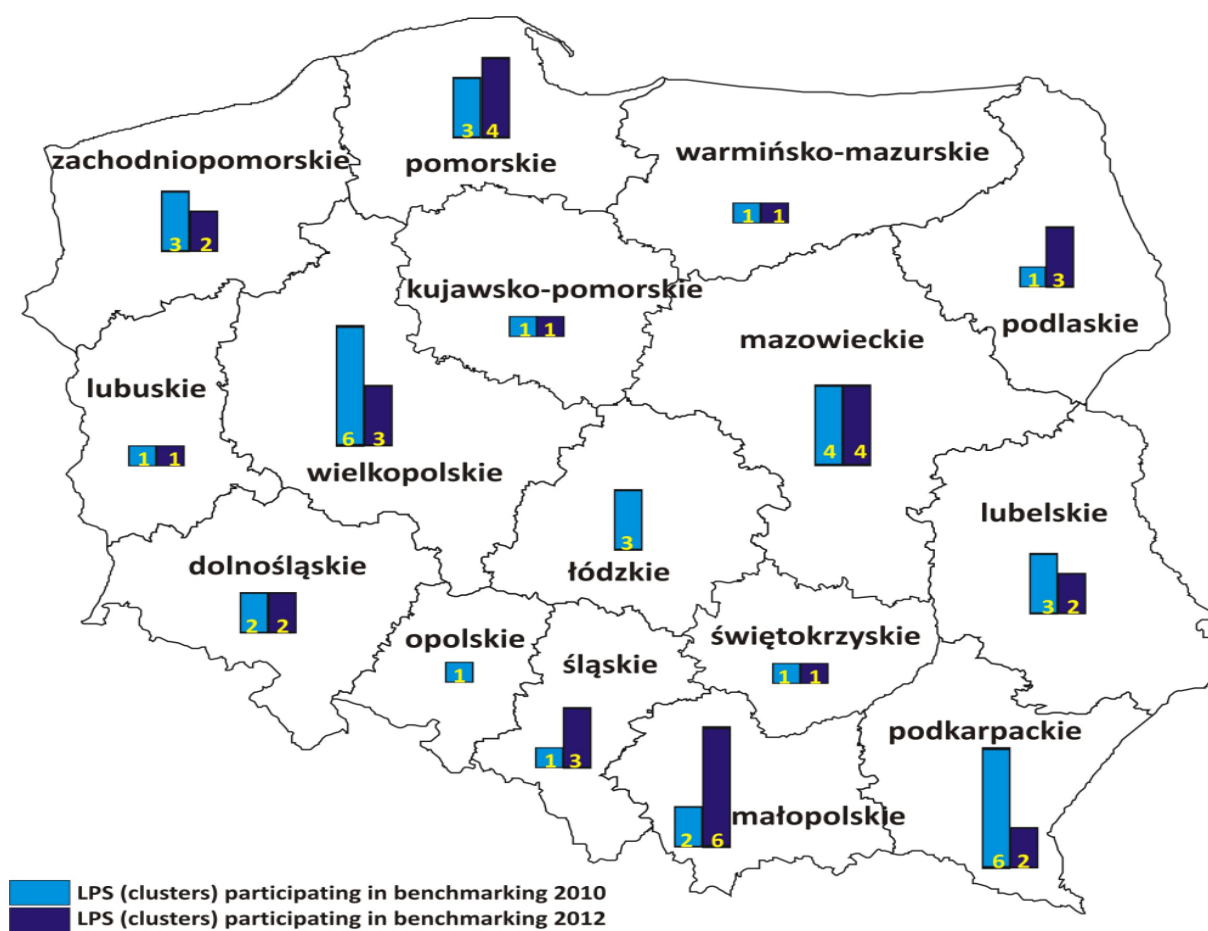 3 4
zachodniopomorskie
pomorskie
warmińsko-mazurskie
3 2
1 1
1 3
kujawsko-pomorskie
1 1
mazowieckie
podlaskie
lubuskie
1 1
6 3
wielkopolskie
4 4
lubelskie
3
łódzkie
dolnośląskie
2 2
3 2
opolskie
1
śląskie
1 3
świętokrzyskie
1 1
podkarpackie
6 2
małopolskie
2 6
LPS (clusters) participating in benchmarking 2010
LPS (clusters) participating in benchmarking 2012